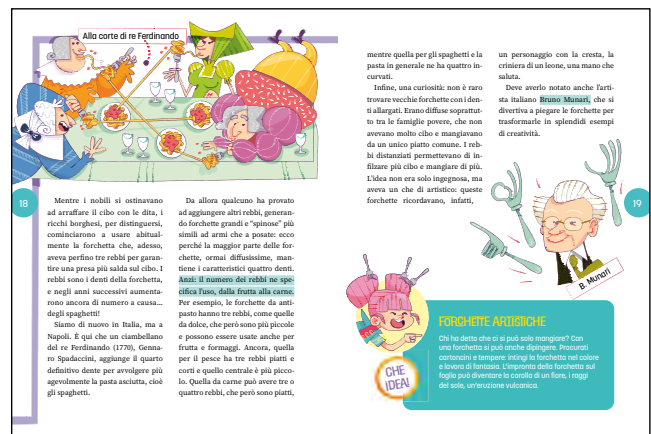 Alla corte di re Ferdinando
18
Mentre i nobili si ostinavano
ad arraffare il cibo con le dita, i
ricchi borghesi, per distinguersi,
cominciarono a usare abitual-
mente la forchetta che, adesso,
aveva perfino tre rebbi per garan-
tire una presa più salda sul cibo. I
rebbi sono i denti della forchetta,
e negli anni successivi aumenta-
rono ancora di numero a causa...
degli spaghetti!
Siamo di nuovo in Italia, ma a
Napoli. È qui che un ciambellano
del re Ferdinando (1770), Genna-
ro Spadaccini, aggiunge il quarto
definitivo dente per avvolgere più
agevolmente la pasta asciutta, cioè
gli spaghetti.
Da allora qualcuno ha provato
ad aggiungere altri rebbi, generan-
do forchette grandi e "spinose" più
simili ad armi che a posate: ecco
perché la maggior parte delle for-
chette, ormai diffusissime, man-
tiene i caratteristici quattro denti.
Anzi: il numero dei rebbi ne spe-
cifica l'uso, dalla frutta alla carne.
Per esempio, le forchette da anti-
pasto hanno tre rebbi, come quelle
da dolce, che però sono più piccole
e possono essere usate anche per
frutta e formaggi. Ancora, quella
per il pesce ha tre rebbi piatti e
corti e quello centrale è più picco-
lo. Quella da carne può avere tre o
quattro rebbi, che però sono piatti,
mentre quella per gli spaghetti e la
pasta in generale ne ha quattro in-
curvati.
Infine, una curiosità: non è raro
trovare vecchie forchette con i den-
ti allargati. Erano diffuse soprattut-
to tra le famiglie povere, che non
avevano molto cibo e mangiavano
da un unico piatto comune. I reb-
bi distanziati permettevano di in-
filzare più cibo e mangiare di più.
L'idea non era solo ingegnosa, ma
aveva un che di artistico: queste
forchette ricordavano, infatti,
un personaggio con la cresta, la
criniera di un leone, una mano che
saluta.
Deve averlo notato anche l'arti-
sta italiano Bruno Munari, che si
divertiva a piegare le forchette per
trasformarle in splendidi esempi
di creatività.
19
B. Munari
CHE
IDEA!
FORCHETTE ARTISTICHE
Chi ha detto che ci si può solo mangiare? Con
una forchetta si può anche dipingere. Procurati
cartoncini e tempere: intingi la forchetta nel colore
e lavora di fantasia. L'impronta della forchetta sul
foglio può diventare la corolla di un fiore, i raggi
del sole, un'eruzione vulcanica.